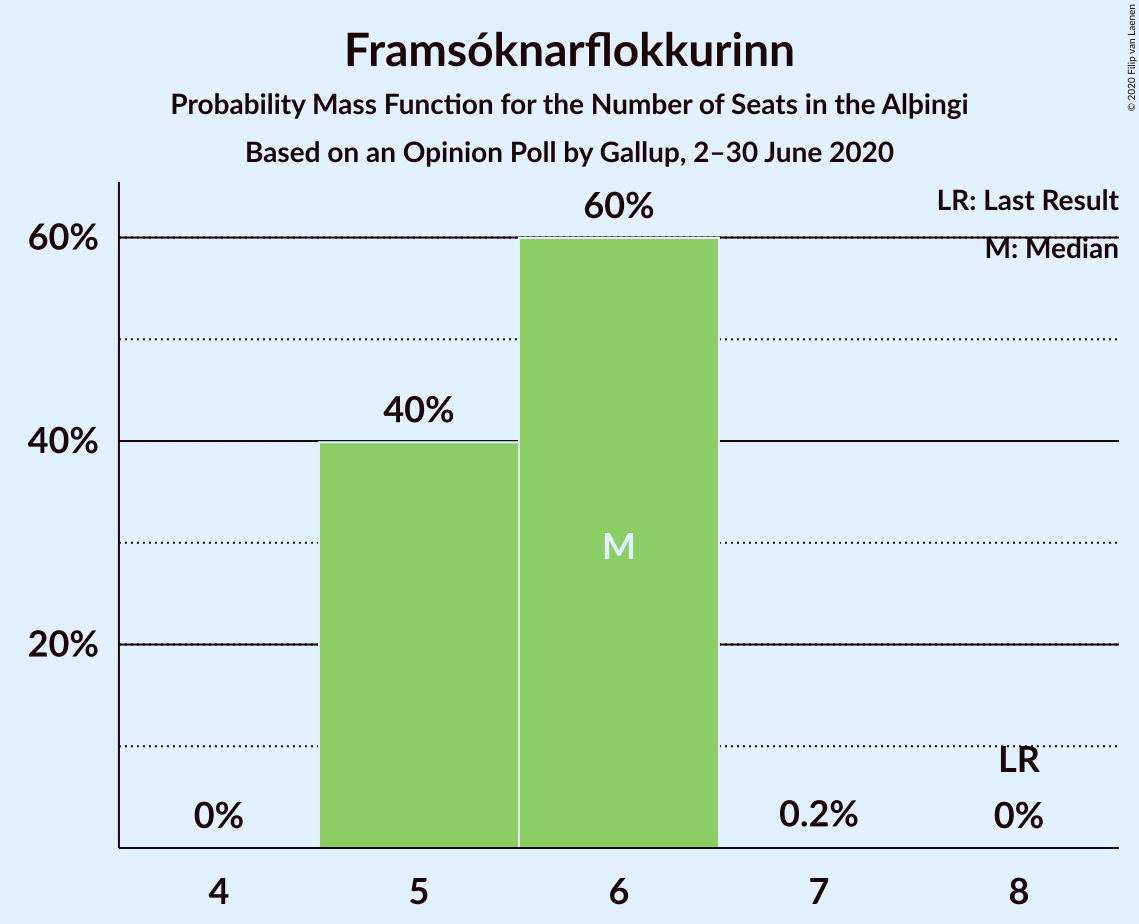 Framsóknarflokkurinn
Probability Mass Function for the Number of Seats in the Alþingi
Based on an Opinion Poll by Gallup, 2–30 June 2020
© 2020 Filip van Laenen
LR: Last Result
M: Median
60%
40%
20%
0%
40%
60%
M
0.2%
LR
0%
4
5
6
7
8